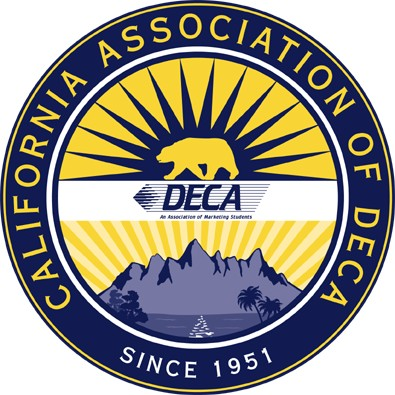 CALIFORNIA ASSOCIATION OF DECA
DECA
An Association of Marketing Students
SINCE 1951